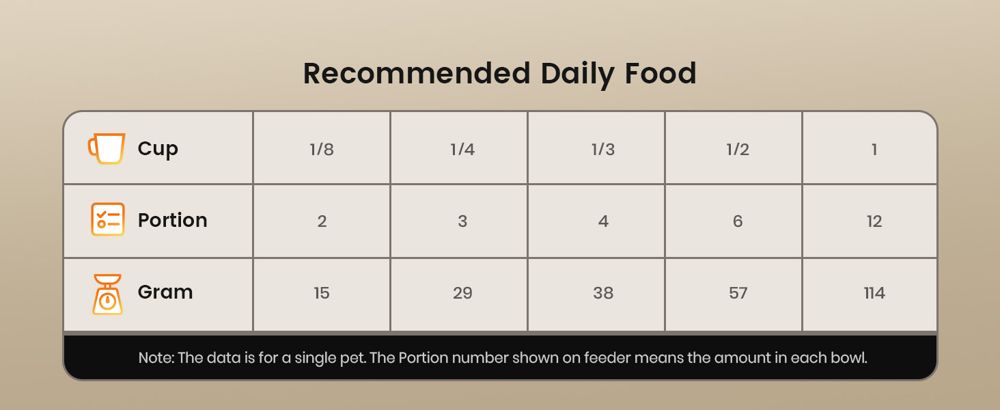 Recommended Daily Food
Cup 1/8 1/4 1/3 1/2 1
Portion 2 3 4 6 12
Gram 15 29 38 57 114
Note: The data is for a single pet. The Portion number shown on feeder means the amount in each bowl.